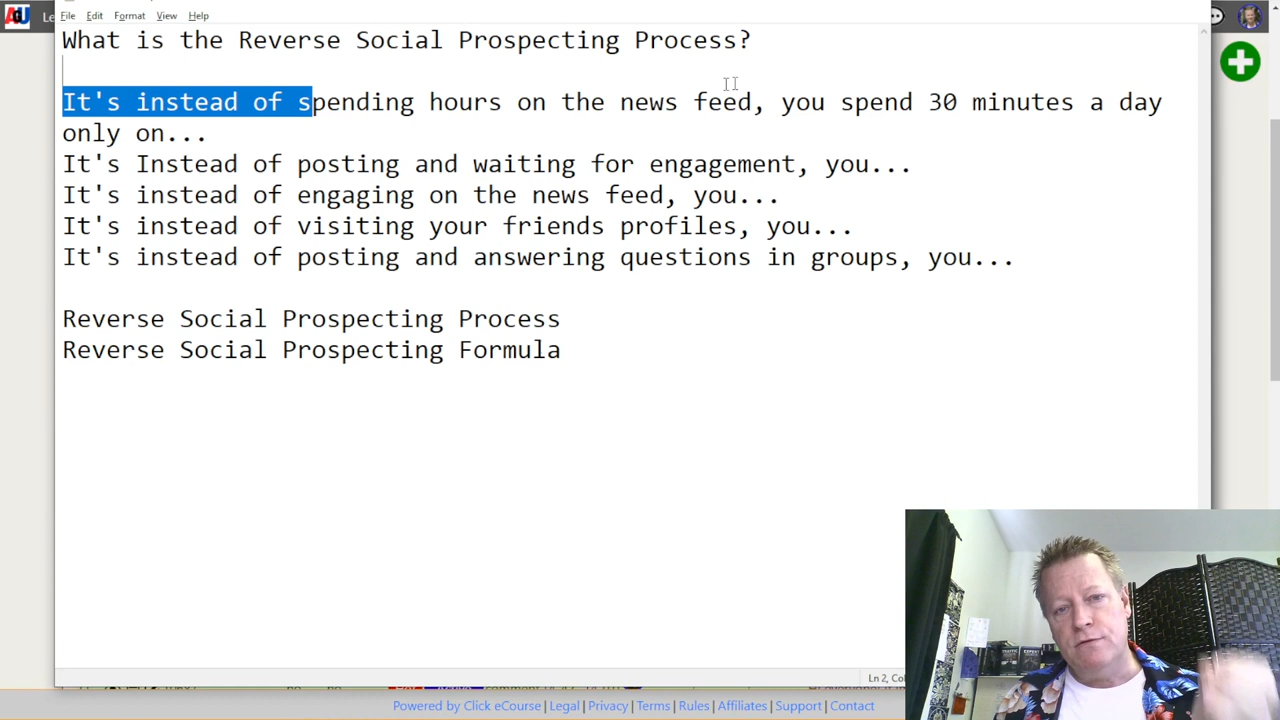 Le
File Edit Format View Help
What is the Reverse Social Prospecting Process?
It's instead of spending hours on the news feed, you spend 30 minutes a day
only on...
It's Instead of posting and waiting for engagement, you...
It's instead of engaging on the news feed, you...
It's instead of visiting your friends profiles, you...
It's instead of posting and answering questions in groups, you...
Reverse Social Prospecting Process
Reverse Social Prospecting Formula
Ln 2, Co
Powered by Click eCourse | Legal | Privacy | Terms | Rules | Affiliates | Support | Contact